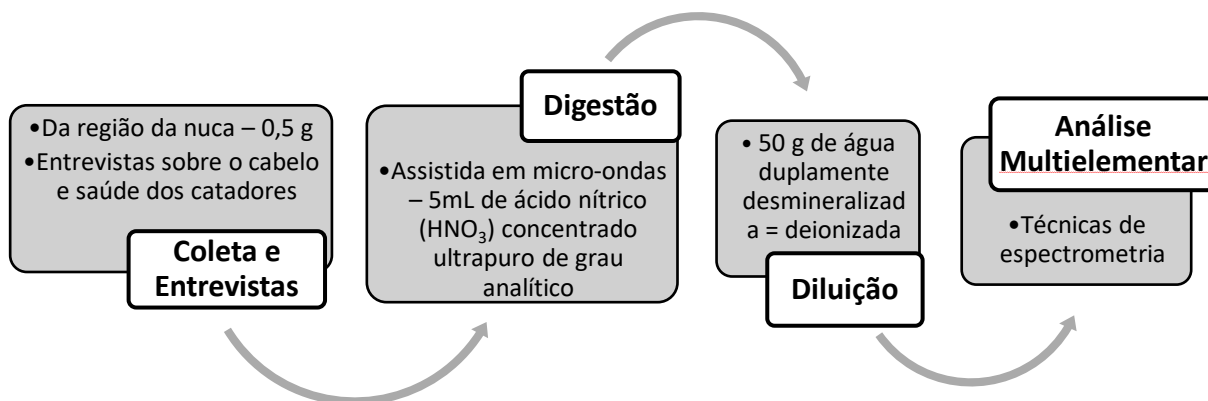 •Da região da nuca – 0,5 g
•Entrevistas sobre o cabelo
e saúde dos catadores
Coleta e
Entrevistas
Digestão
•Assistida em micro-ondas
– 5mL de ácido nítrico
(HNO₃) concentrado
ultrapuro de grau
analítico
• 50 g de água
duplamente
desmineralizad
a = deionizada
Diluição
Análise
Multielementar
•Técnicas de
espectrometria